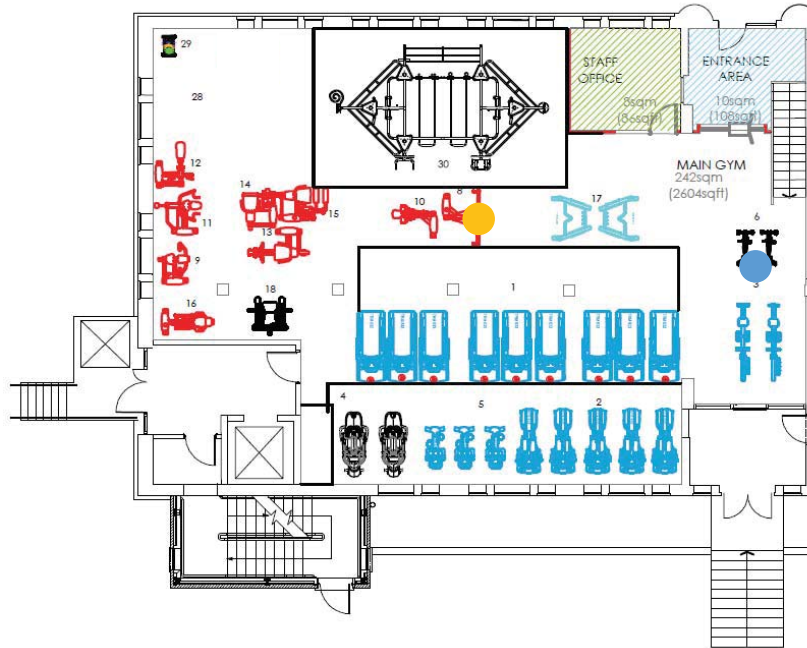 29
STAFF
OFFICE
8sqm
(86sqft)
ENTRANCE
AREA
10sqm
(108sqft)
28
12
30
MAIN GYM
242sqm
(2604sqft)
14
10
8
17
15
11
6
13
9
18
1
3
16
4
5
2